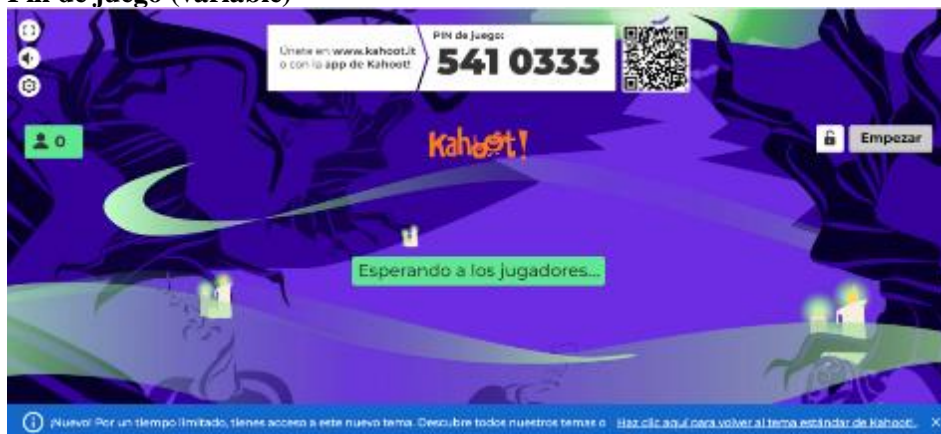 Pin de juego (variable)
PIN de juego:
Únete en www.kahoot.it
o con la app de Kahoot!
541 0333
0
Kahoot!
Empezar
Esperando a los jugadores...
¡Nuevo! Por un tiempo limitado, tienes acceso a este nuevo tema. Descubre todos nuestros temas o Haz clic aquí para volver al tema estándar de Kahoot!.